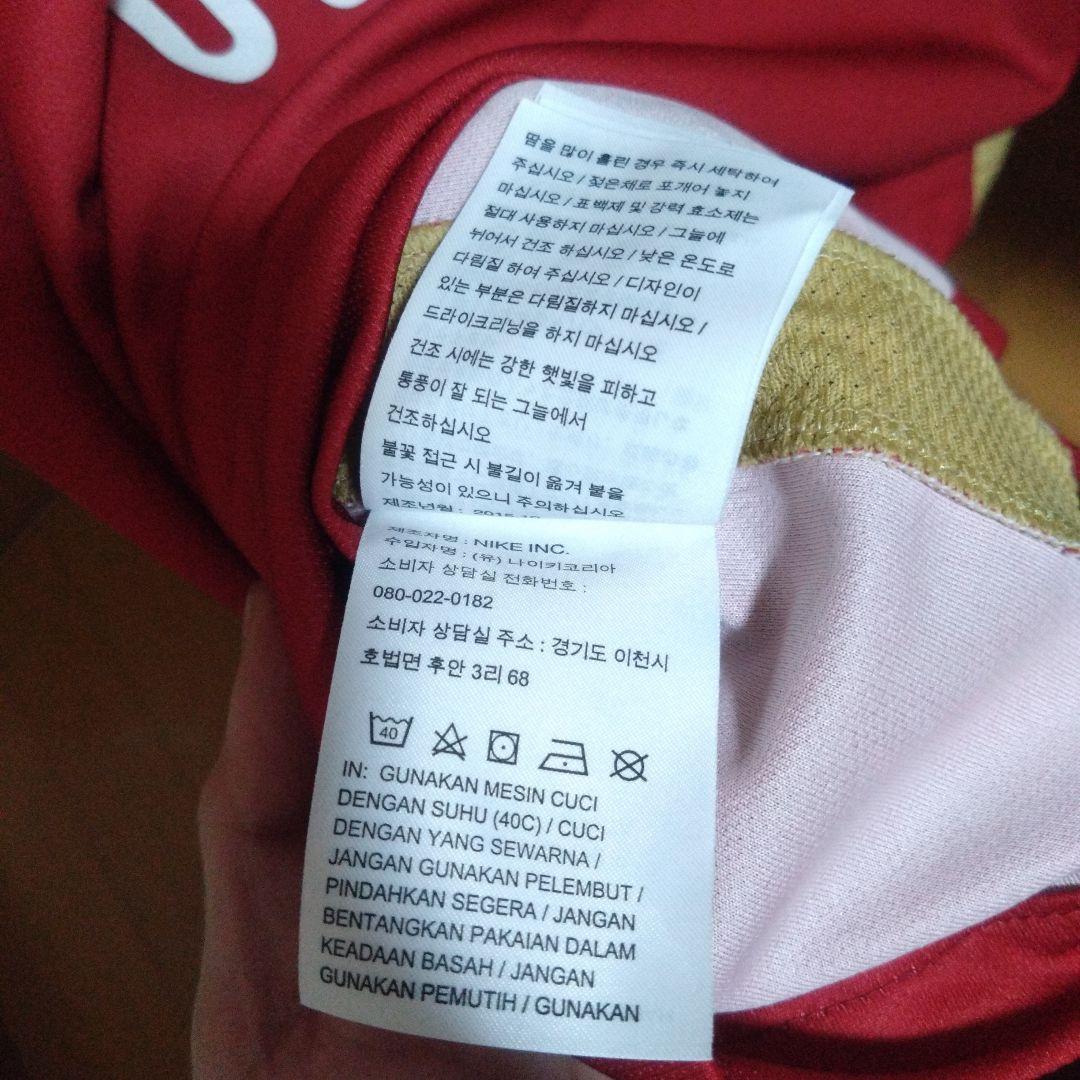 땀을 많이 흘린 경우 즉시 세탁하여
주십시오 / 젖은채로 포개어 놓지
마십시오 / 표백제 및 강력 효소제는
절대 사용하지 마십시오 / 그늘에
뉘어서 건조 하십시오 / 낮은 온도로
다림질 하여 주십시오 / 디자인이
있는 부분은 다림질하지 마십시오 /
드라이크리닝을 하지 마십시오
건조 시에는 강한 햇빛을 피하고
통풍이 잘 되는 그늘에서
건조하십시오
불꽃 접근 시 불길이 옮겨 붙을
가능성이 있으니 주의하십시오
제조년월 :
제조자명 : NIKE INC.
수입자명 : (유) 나이키코리아
소비자 상담실 전화번호 :
080-022-0182
소비자 상담실 주소 : 경기도 이천시
호법면 후안 3리 68
40
IN: GUNAKAN MESIN CUCI
DENGAN SUHU (40C) / CUCI
DENGAN YANG SEWARNA /
JANGAN GUNAKAN PELEMBUT /
PINDAHKAN SEGERA / JANGAN
BENTANGKAN PAKAIAN DALAM
KEADAAN BASAH / JANGAN
GUNAKAN PEMUTIH / GUNAKAN